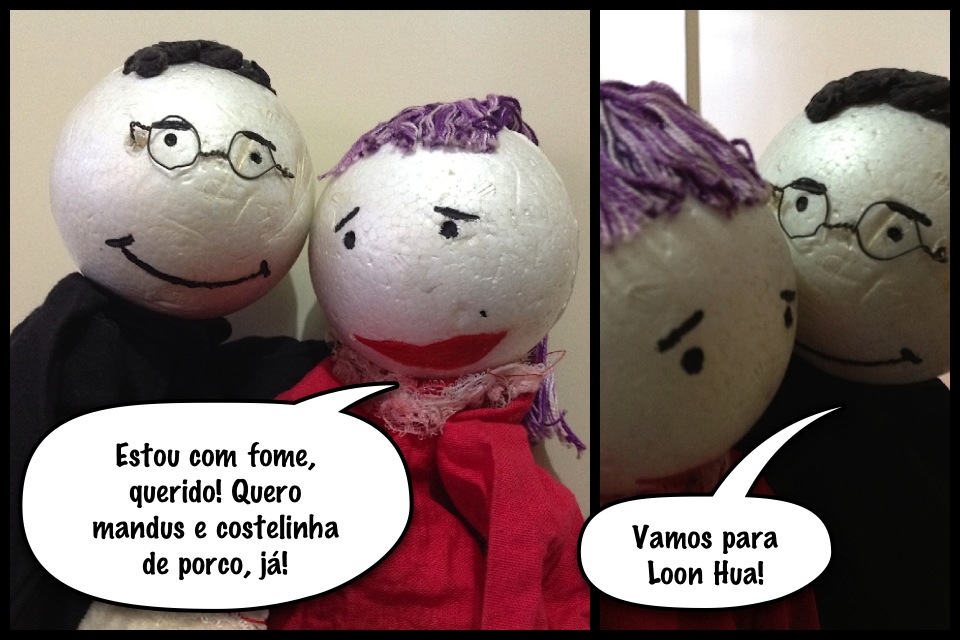 Estou com fome,
querido! Quero
mandus e costelinha
de porco, já!
Vamos para
Loon Hua!